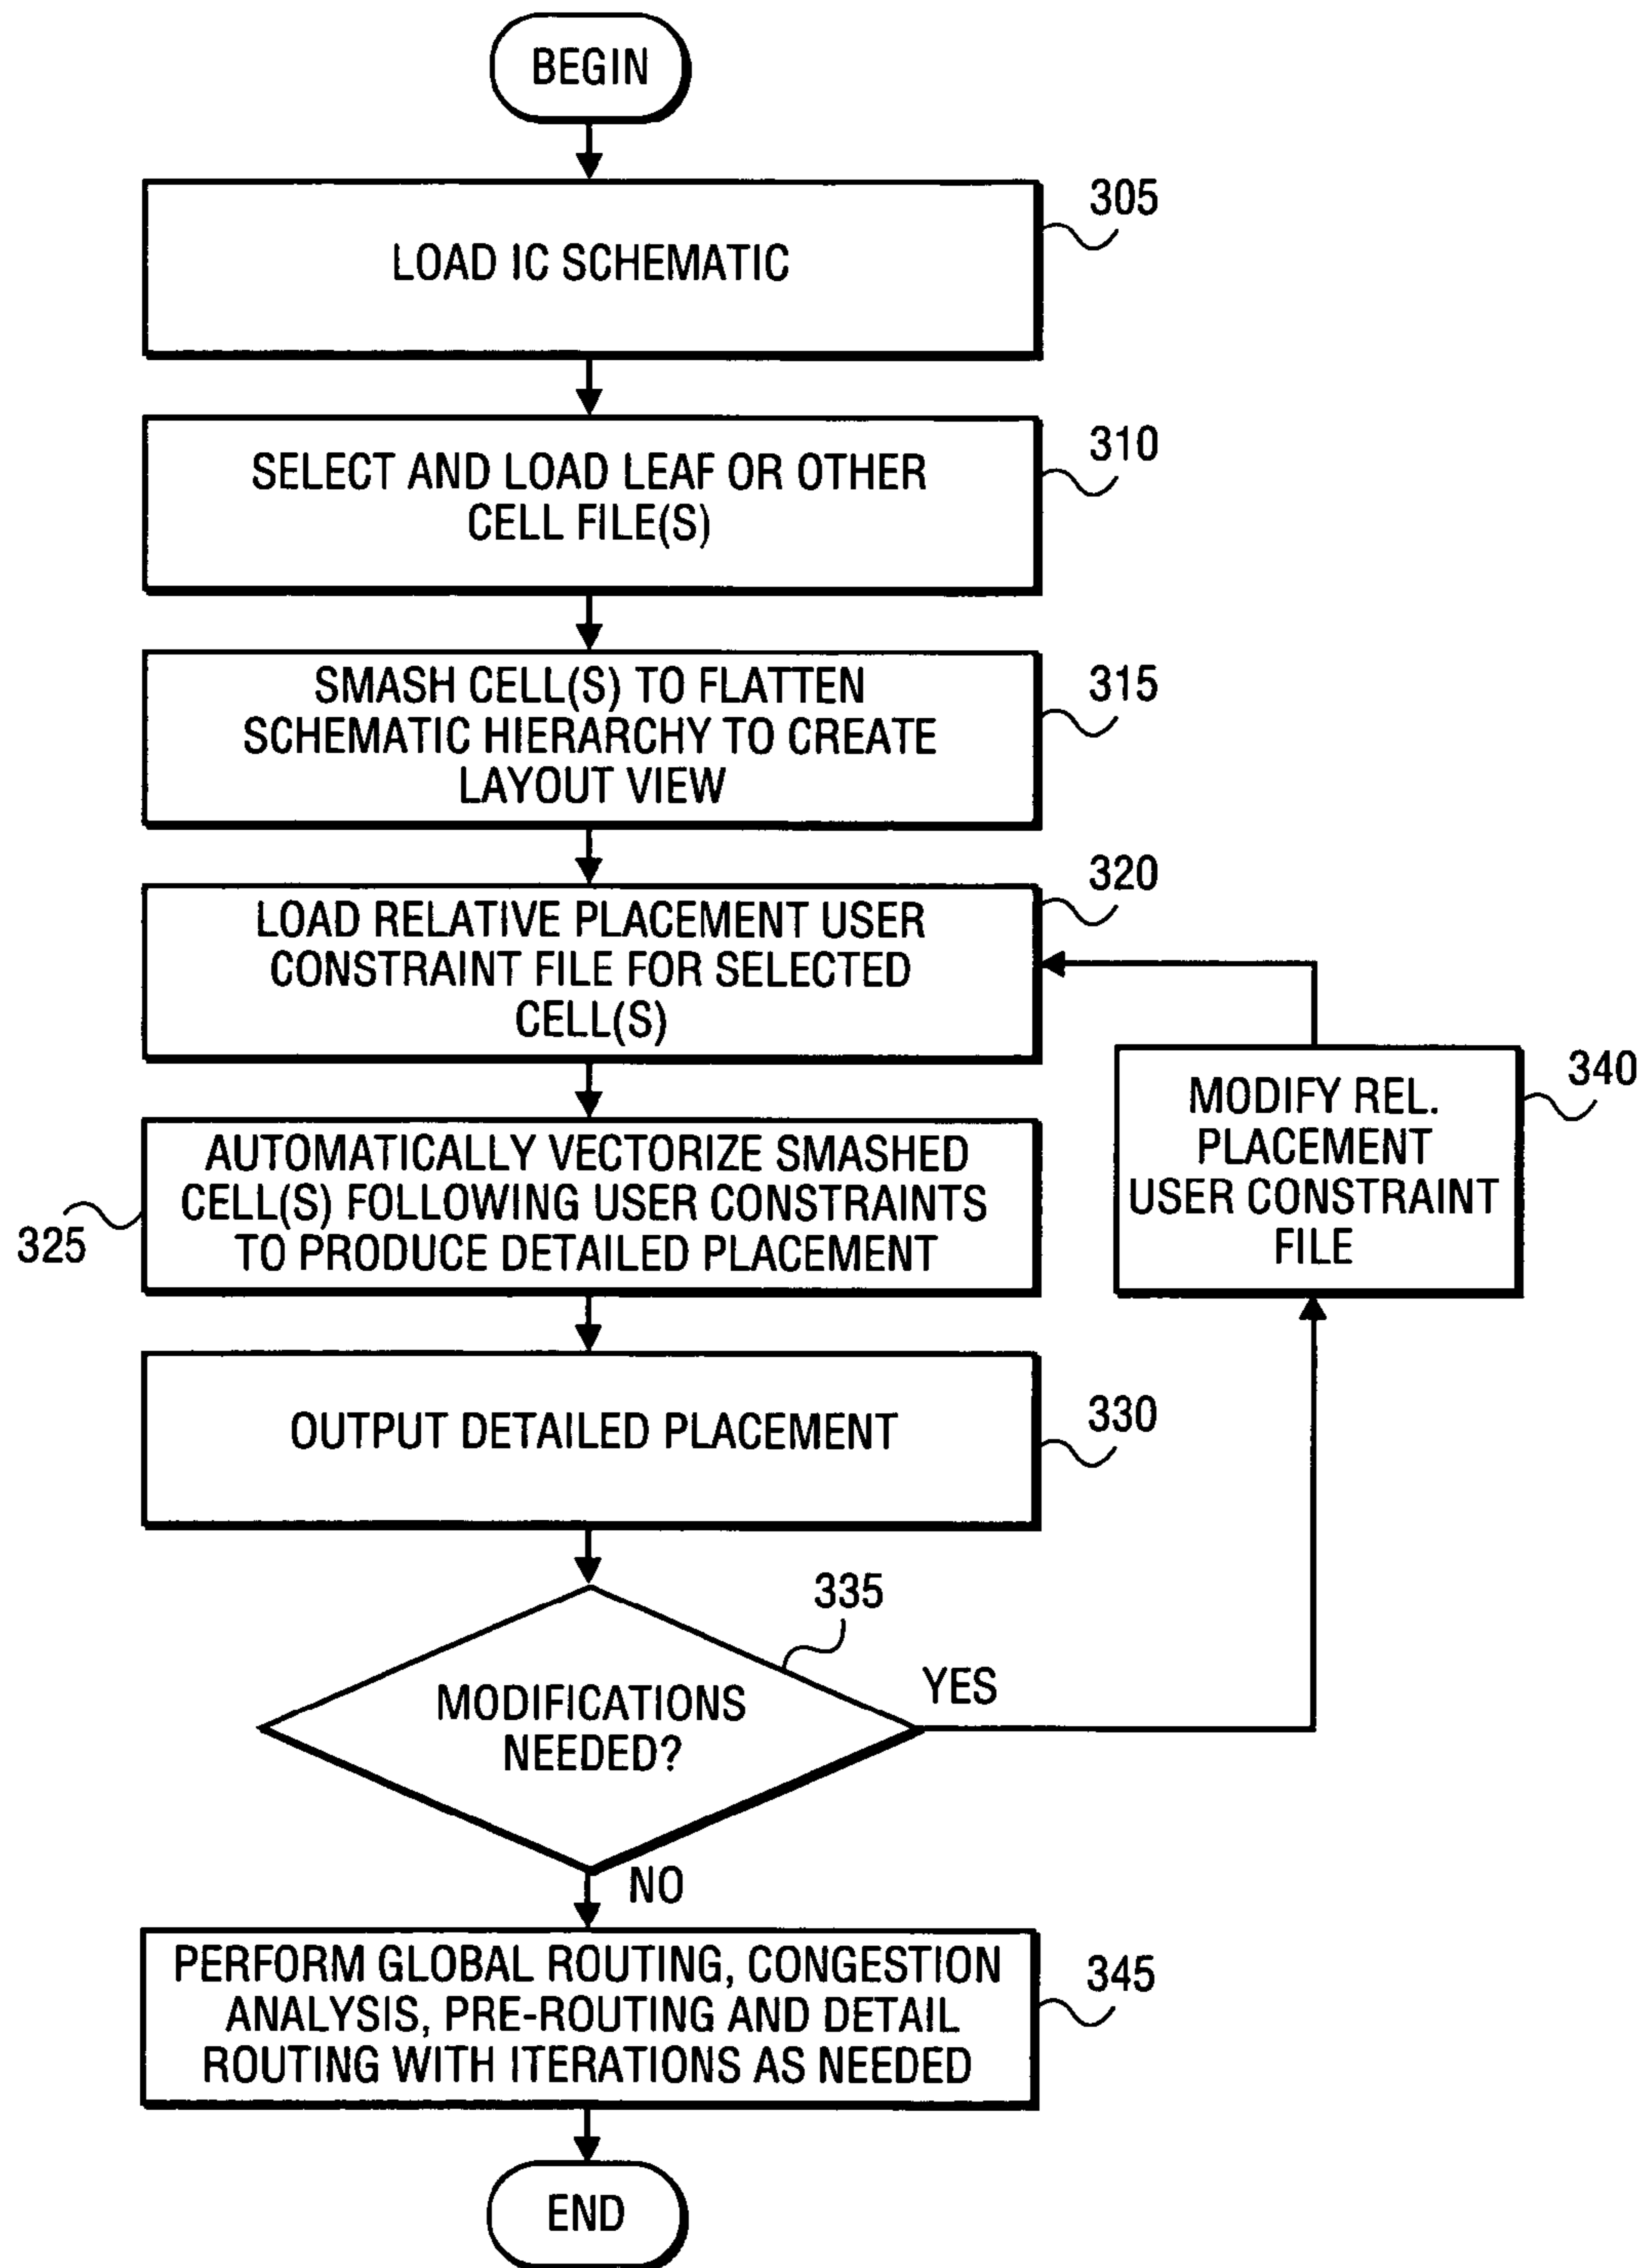 BEGIN
305
LOAD IC SCHEMATIC
310
SELECT AND LOAD LEAF OR OTHER
CELL FILE(S)
315
SMASH CELL(S) TO FLATTEN
SCHEMATIC HIERARCHY TO CREATE
LAYOUT VIEW
320
LOAD RELATIVE PLACEMENT USER
CONSTRAINT FILE FOR SELECTED
CELL(S)
340
MODIFY REL.
PLACEMENT
USER CONSTRAINT
FILE
325
AUTOMATICALLY VECTORIZE SMASHED
CELL(S) FOLLOWING USER CONSTRAINTS
TO PRODUCE DETAILED PLACEMENT
330
OUTPUT DETAILED PLACEMENT
335
MODIFICATIONS
NEEDED?
YES
NO
345
PERFORM GLOBAL ROUTING, CONGESTION
ANALYSIS, PRE-ROUTING AND DETAIL
ROUTING WITH ITERATIONS AS NEEDED
END